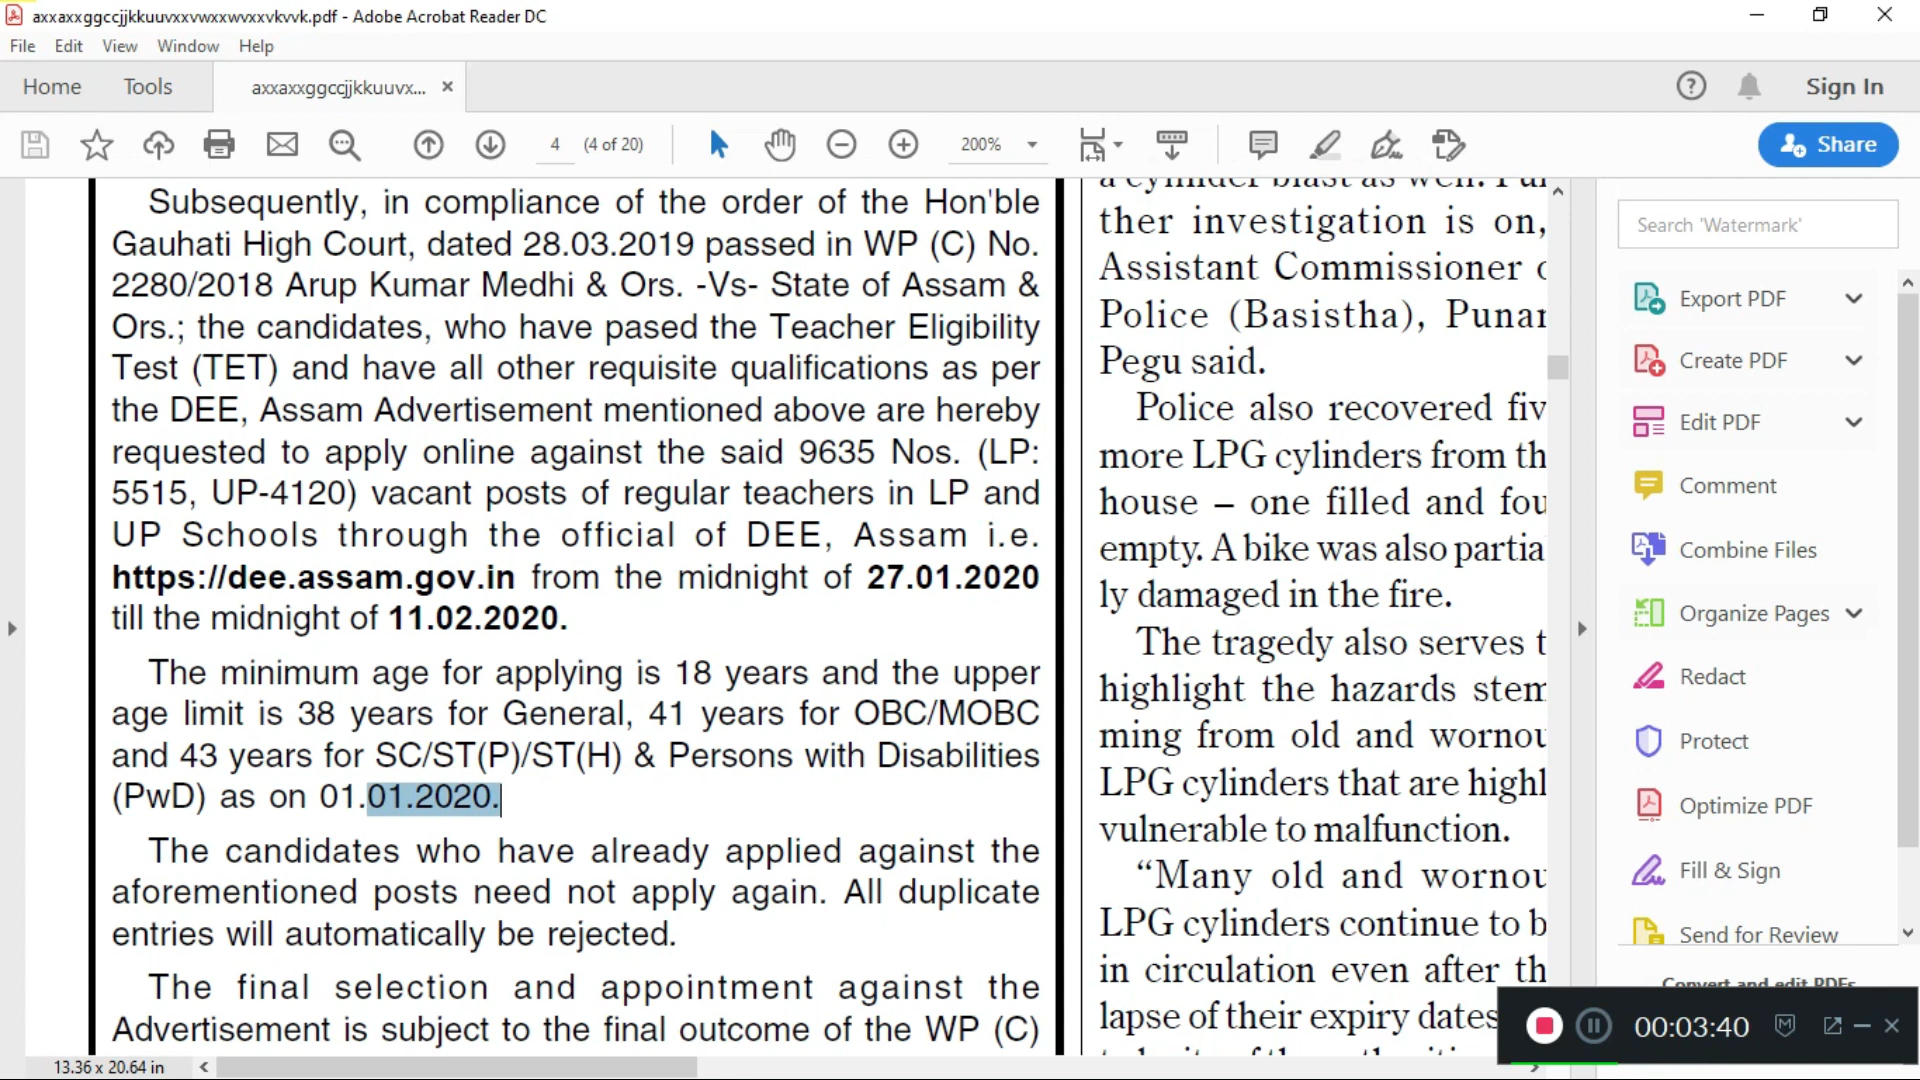 axxaxxggccjjkkuuvxxvwxxwvxxvkvvk.pdf - Adobe Acrobat Reader DC
File Edit View Window Help
Home Tools axxaxxggccjjkkuuvx... Sign In
4 (4 of 20) 200% Share
Subsequently, in compliance of the order of the Hon'ble
Gauhati High Court, dated 28.03.2019 passed in WP (C) No.
2280/2018 Arup Kumar Medhi & Ors. -Vs- State of Assam &
Ors.; the candidates, who have pased the Teacher Eligibility
Test (TET) and have all other requisite qualifications as per
the DEE, Assam Advertisement mentioned above are hereby
requested to apply online against the said 9635 Nos. (LP:
5515, UP-4120) vacant posts of regular teachers in LP and
UP Schools through the official of DEE, Assam i.e.
https://dee.assam.gov.in from the midnight of 27.01.2020
till the midnight of 11.02.2020.
The minimum age for applying is 18 years and the upper
age limit is 38 years for General, 41 years for OBC/MOBC
and 43 years for SC/ST(P)/ST(H) & Persons with Disabilities
(PwD) as on 01.01.2020.
The candidates who have already applied against the
aforementioned posts need not apply again. All duplicate
entries will automatically be rejected.
The final selection and appointment against the
Advertisement is subject to the final outcome of the WP (C)
a cylinder blast as well. Fur
ther investigation is on,
Assistant Commissioner o
Police (Basistha), Punar
Pegu said.
Police also recovered fiv
more LPG cylinders from th
house – one filled and fou
empty. A bike was also partia
ly damaged in the fire.
The tragedy also serves t
highlight the hazards stem
ming from old and wornou
LPG cylinders that are highl
vulnerable to malfunction.
“Many old and wornou
LPG cylinders continue to b
in circulation even after th
lapse of their expiry dates
Search 'Watermark'
Export PDF
Create PDF
Edit PDF
Comment
Combine Files
Organize Pages
Redact
Protect
Optimize PDF
Fill & Sign
Send for Review
Convert and edit PDFs
00:03:40
13.36 x 20.64 in